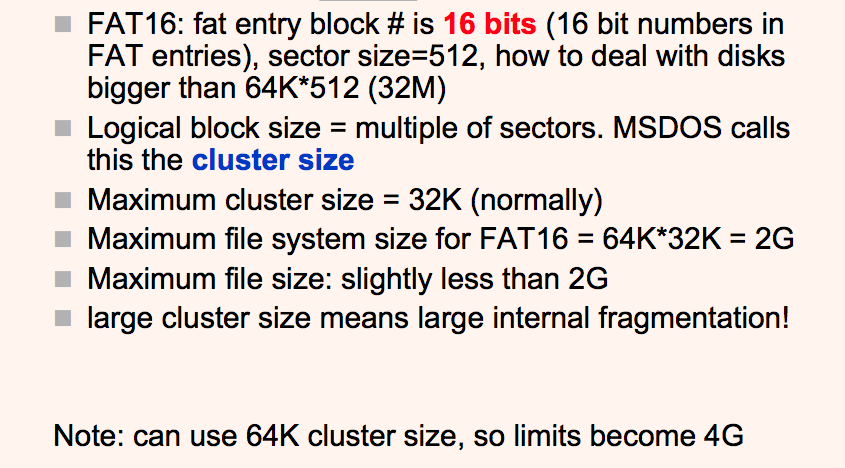 FAT16: fat entry block # is 16 bits (16 bit numbers in
FAT entries), sector size=512, how to deal with disks
bigger than 64K*512 (32M)
Logical block size = multiple of sectors. MSDOS calls
this the cluster size
Maximum cluster size = 32K (normally)
Maximum file system size for FAT16 = 64K*32K = 2G
Maximum file size: slightly less than 2G
large cluster size means large internal fragmentation!
Note: can use 64K cluster size, so limits become 4G